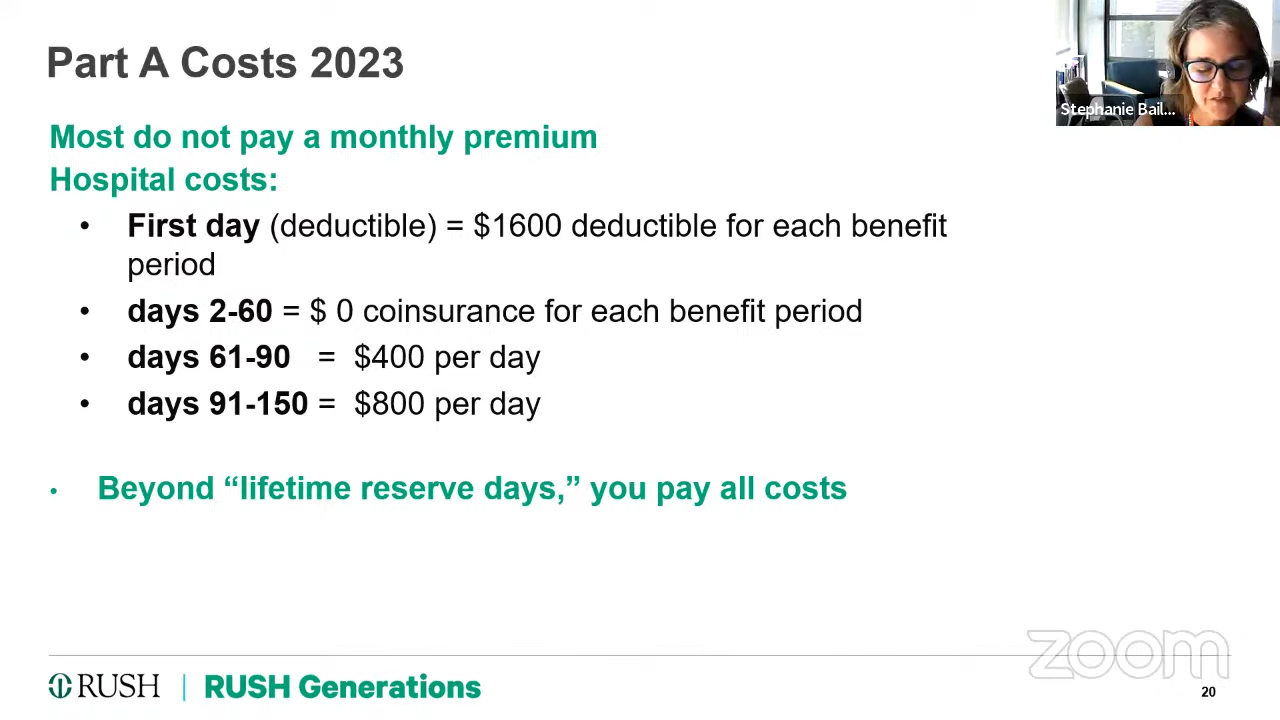 Part A Costs 2023
Stephanie Bail...
Most do not pay a monthly premium
Hospital costs:
• First day (deductible) = $1600 deductible for each benefit
period
• days 2-60 = $ 0 coinsurance for each benefit period
• days 61-90 = $400 per day
• days 91-150 = $800 per day
• Beyond “lifetime reserve days,” you pay all costs
zoom
RUSH | RUSH Generations
20